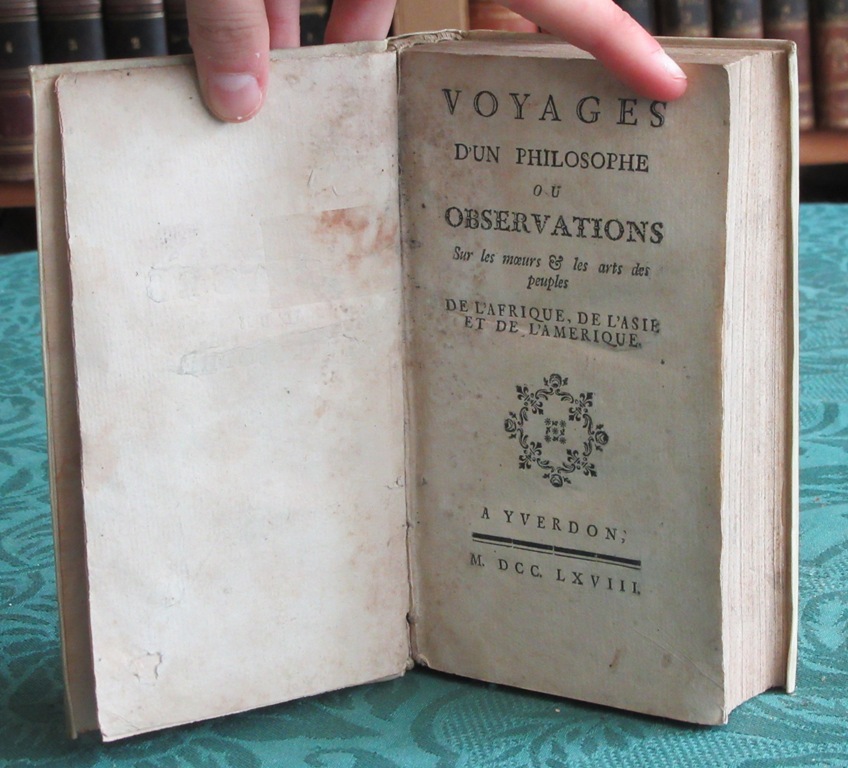 VOYAGES
D'UN PHILOSOPHE
OU
OBSERVATIONS
Sur les mœurs & les arts des
peuples
DE L'AFRIQUE, DE L'ASIE
ET DE L'AMERIQUE.
A YVERDON,
M. DCC. LXVIII.